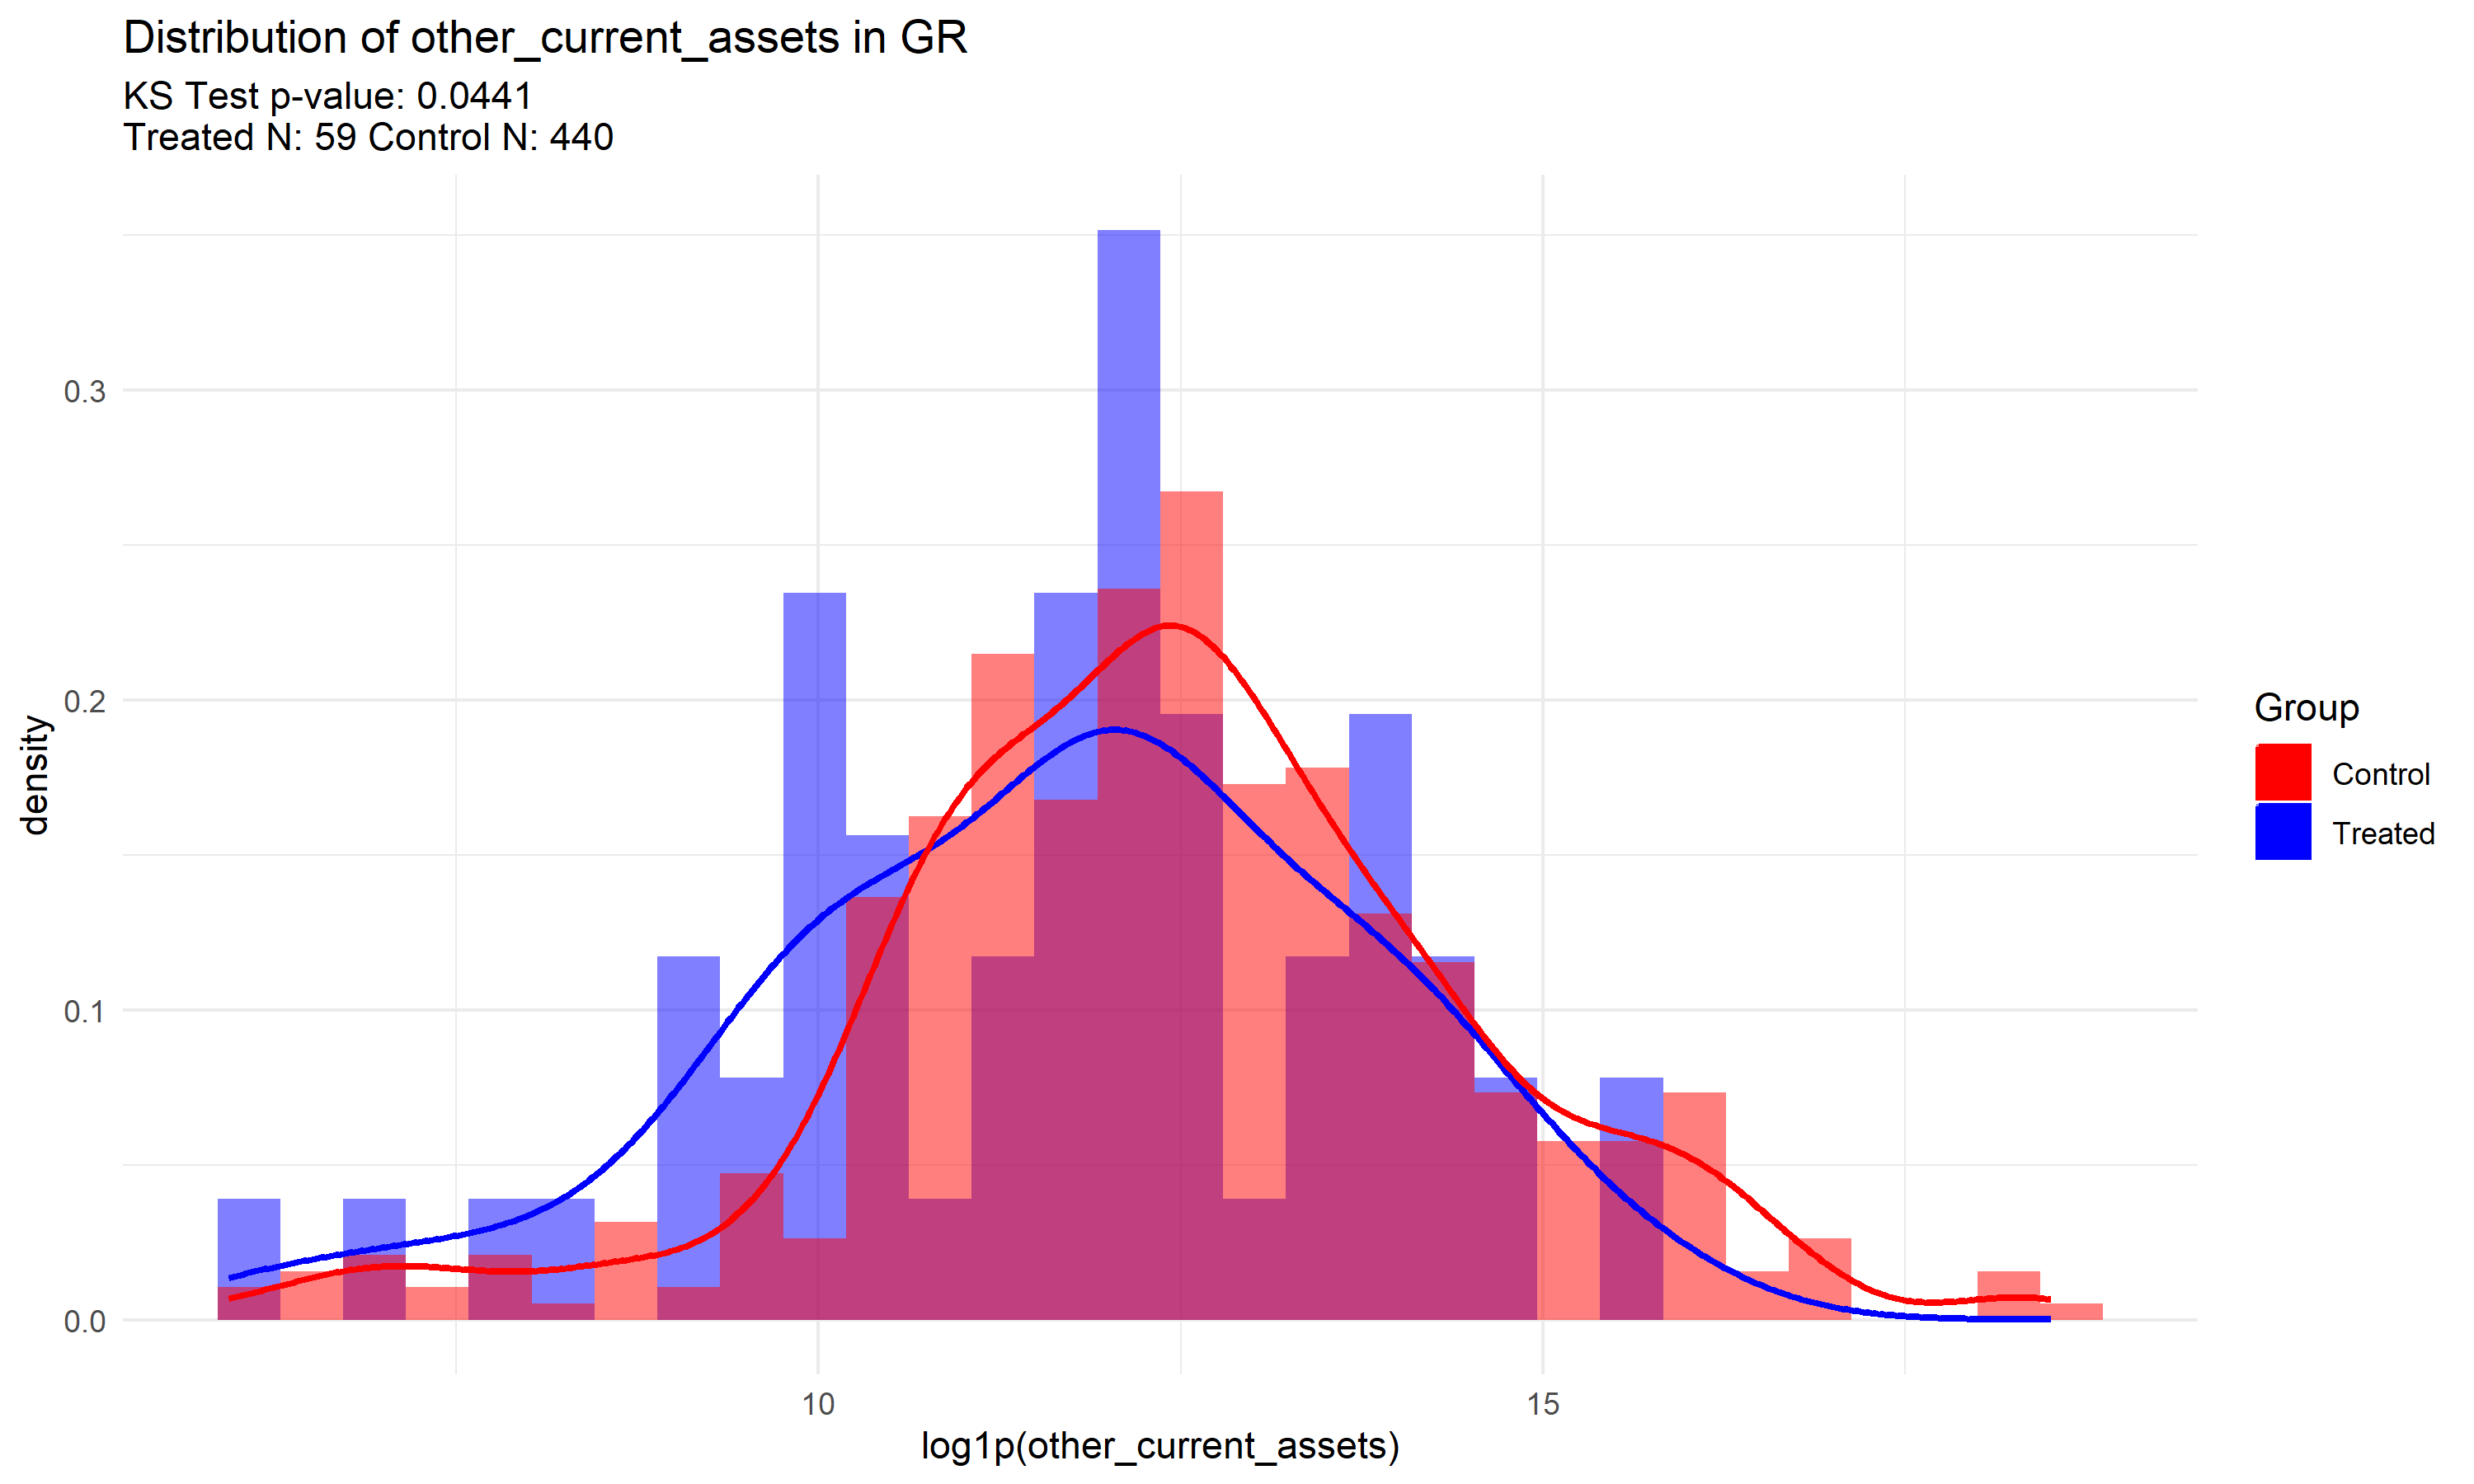 Distribution of other_current_assets in GR
KS Test p-value: 0.0441
Treated N: 59 Control N: 440
density
0.3
0.2
0.1
0.0
10
15
log1p(other_current_assets)
Group
Control
Treated